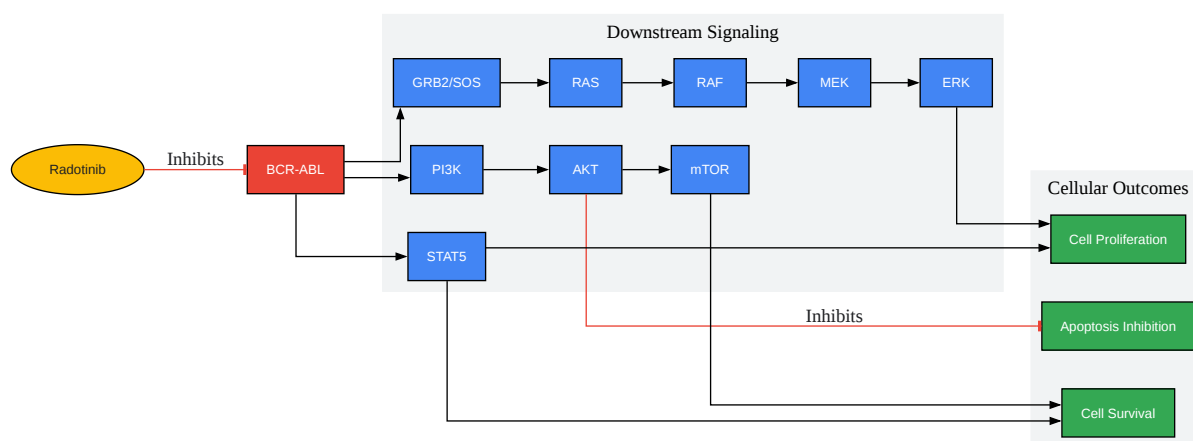 Downstream Signaling
GRB2/SOS
RAS
RAF
MEK
ERK
Inhibits
Radotinib
BCR-ABL
PI3K
AKT
mTOR
Cellular Outcomes
Cell Proliferation
STAT5
Inhibits
Apoptosis Inhibition
Cell Survival